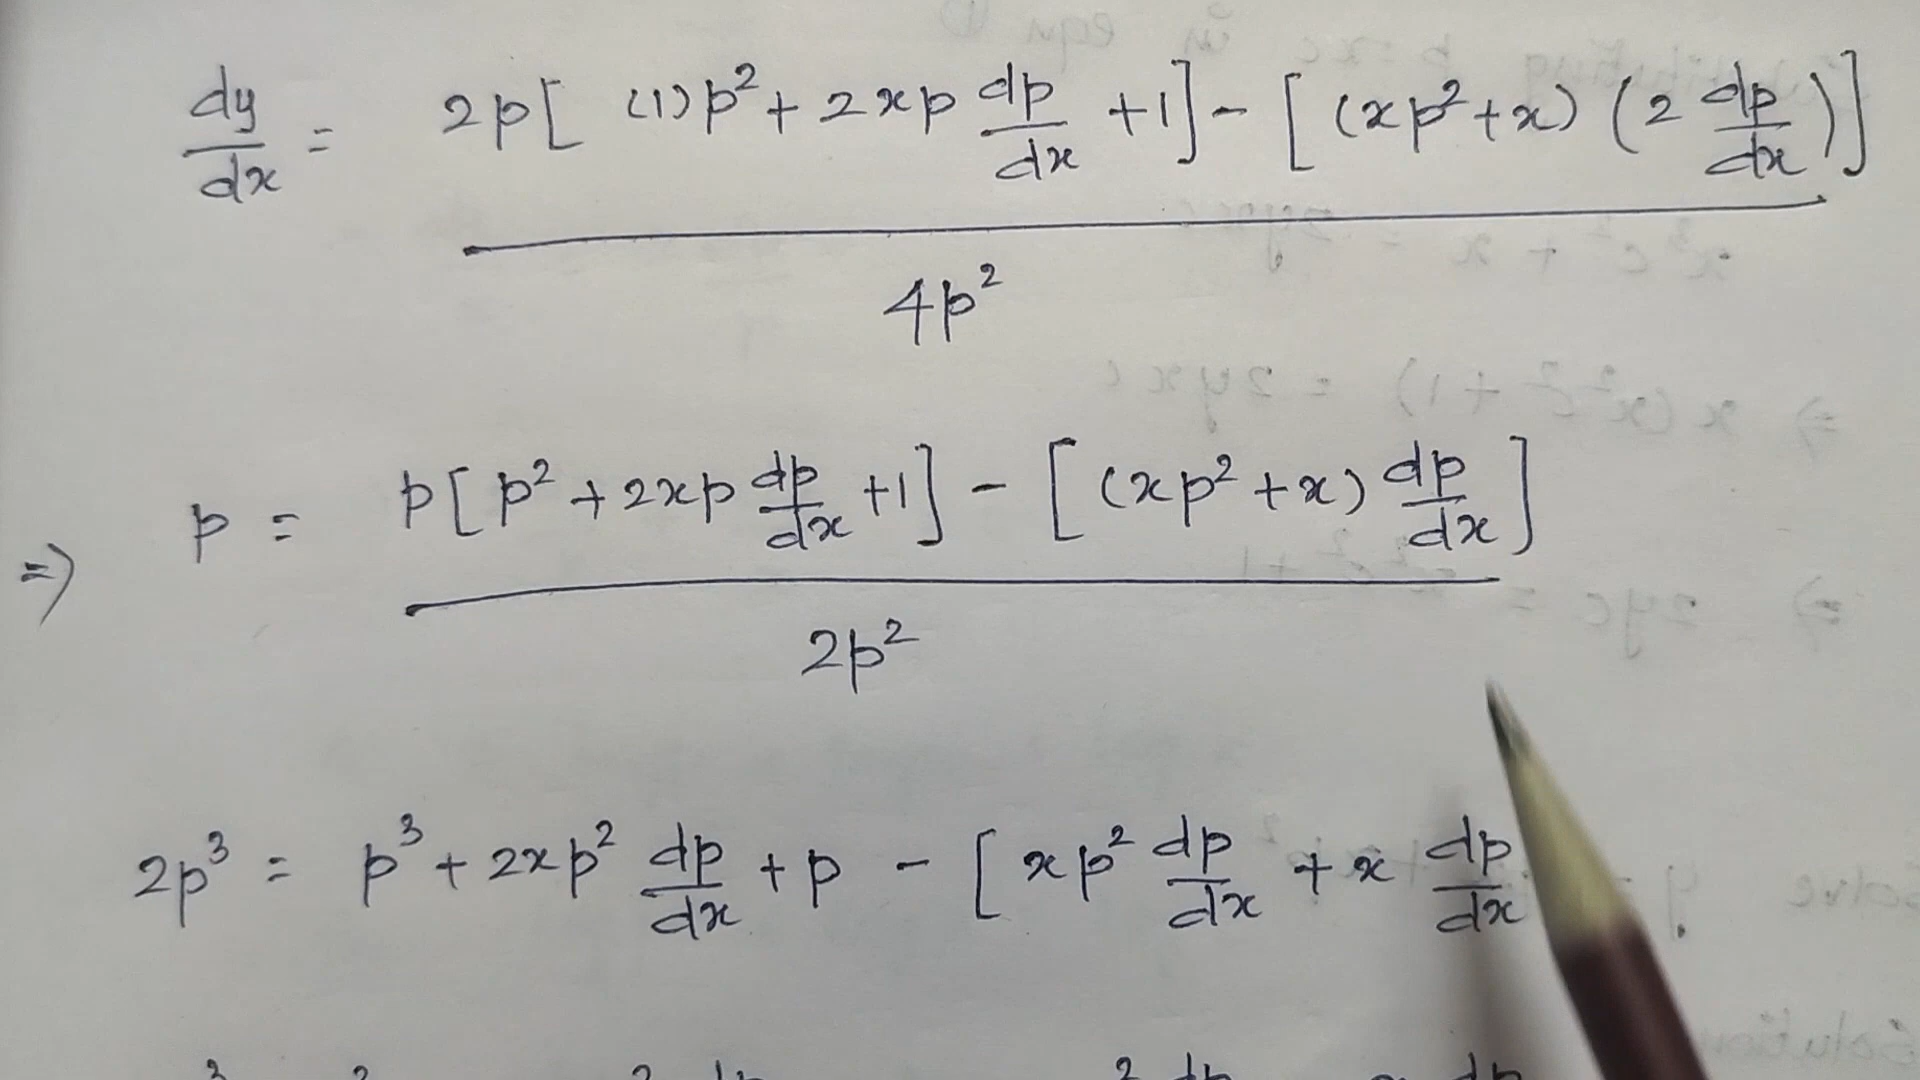 dy/dx = 2p[ (1)p² + 2xp dp/dx +1] - [ (xp²+x) (2 dp/dx)] / 4p²
=> p = p[p² + 2xp dp/dx +1] - [ (xp²+x) dp/dx ] / 2p²
2p³ = p³ + 2xp² dp/dx + p - [ xp² dp/dx + x dp/dx